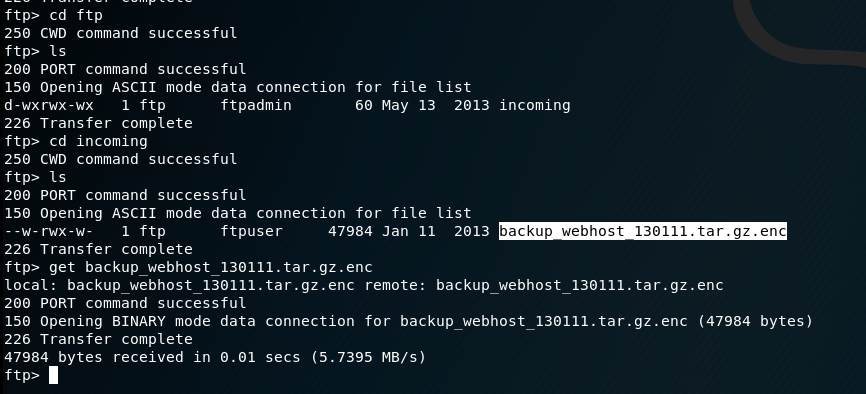 226 Transfer complete
ftp> cd ftp
250 CWD command successful
ftp> ls
200 PORT command successful
150 Opening ASCII mode data connection for file list
d-wxrwx-wx   1 ftp      ftpadmin       60 May 13  2013 incoming
226 Transfer complete
ftp> cd incoming
250 CWD command successful
ftp> ls
200 PORT command successful
150 Opening ASCII mode data connection for file list
--w-rwx-w-   1 ftp      ftpuser     47984 Jan 11  2013 backup_webhost_130111.tar.gz.enc
226 Transfer complete
ftp> get backup_webhost_130111.tar.gz.enc
local: backup_webhost_130111.tar.gz.enc remote: backup_webhost_130111.tar.gz.enc
200 PORT command successful
150 Opening BINARY mode data connection for backup_webhost_130111.tar.gz.enc (47984 bytes)
226 Transfer complete
47984 bytes received in 0.01 secs (5.7395 MB/s)
ftp>